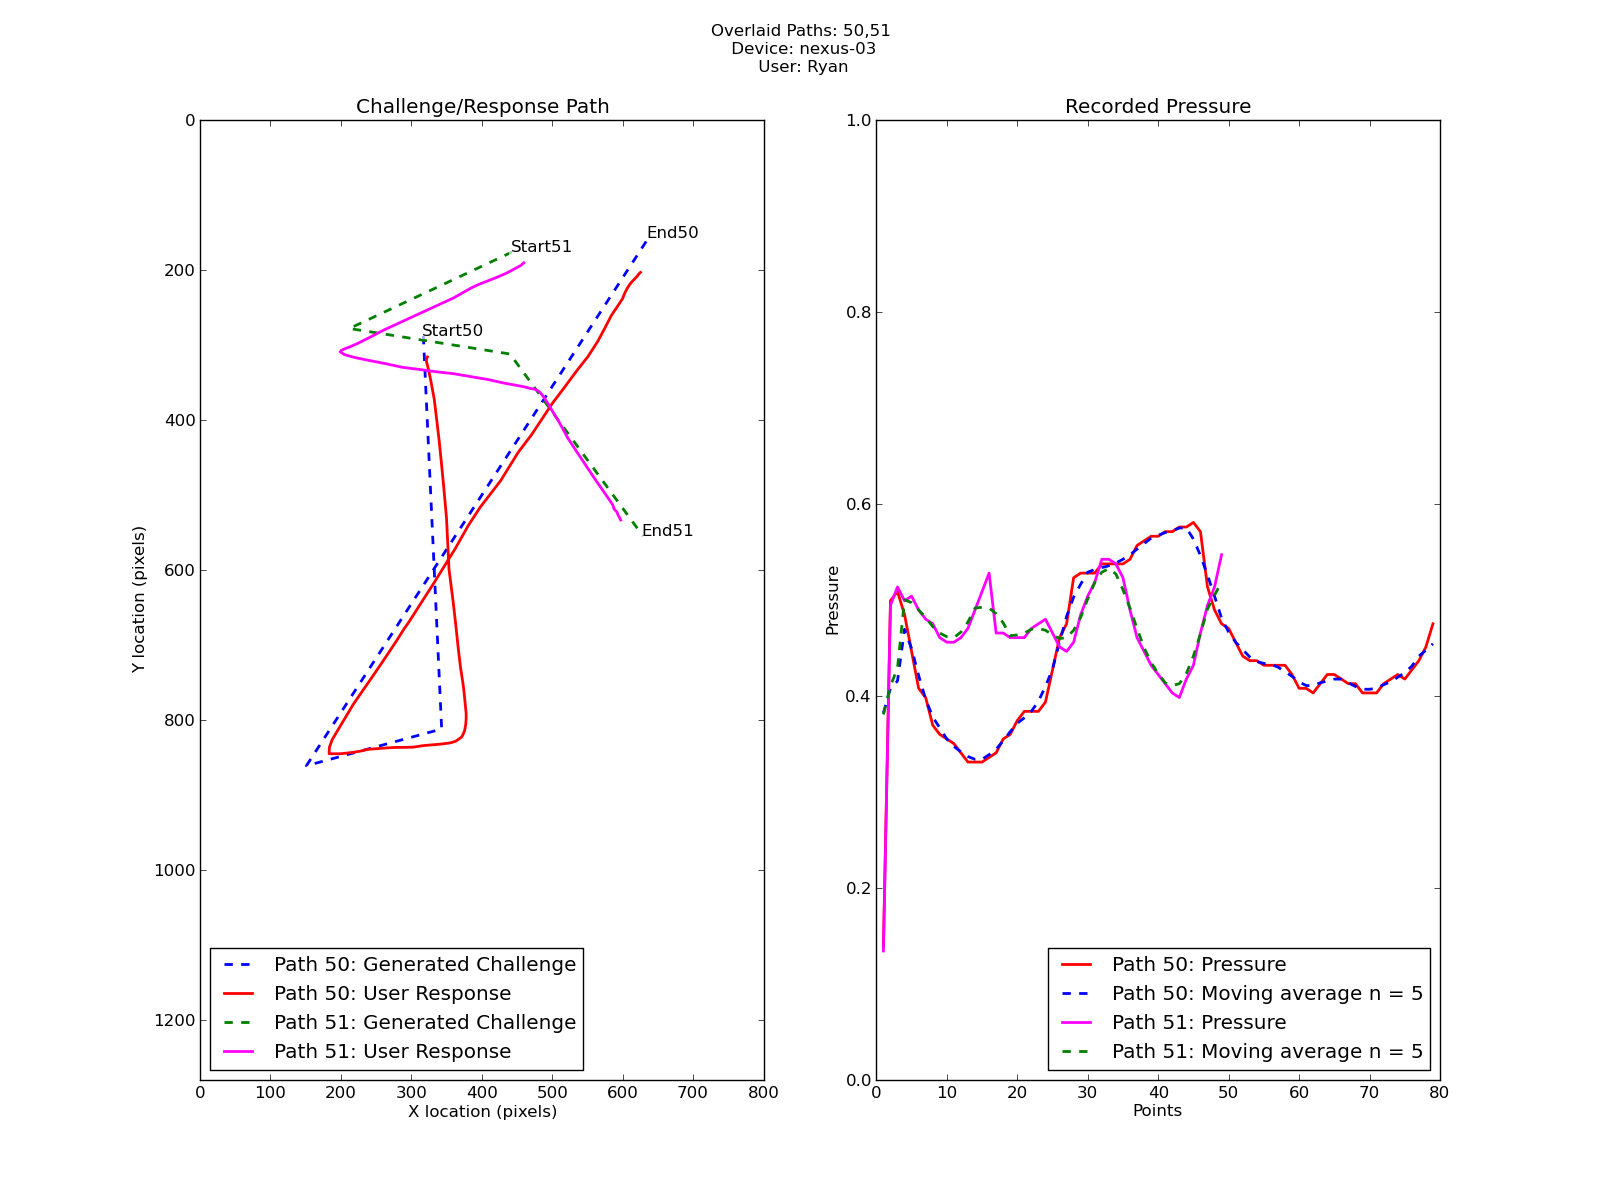 Overlaid Paths: 50,51
Device: nexus-03
User: Ryan
Challenge/Response Path
0
200
400
600
800
1000
1200
Y location (pixels)
Start51
End50
Start50
End51
Path 50: Generated Challenge
Path 50: User Response
Path 51: Generated Challenge
Path 51: User Response
0 100 200 300 400 500 600 700 800
X location (pixels)
Recorded Pressure
1.0
0.8
0.6
0.4
0.2
0.0
Pressure
Path 50: Pressure
Path 50: Moving average n = 5
Path 51: Pressure
Path 51: Moving average n = 5
0 10 20 30 40 50 60 70 80
Points